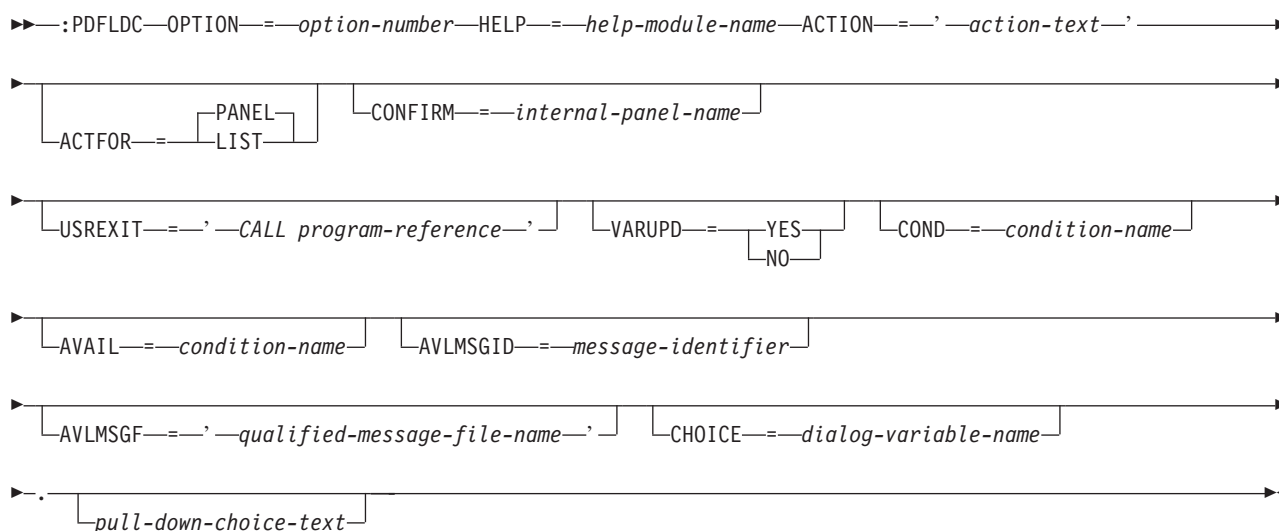 :PDFLDC OPTION = option-number HELP = help-module-name ACTION = ' action-text '
PANEL
ACTFOR = LIST
CONFIRM = internal-panel-name
USREXIT = ' CALL program-reference '
VARUPD = YES
NO
COND = condition-name
AVAIL = condition-name
AVLMSGID = message-identifier
AVLMSGF = ' qualified-message-file-name '
CHOICE = dialog-variable-name
.
pull-down-choice-text